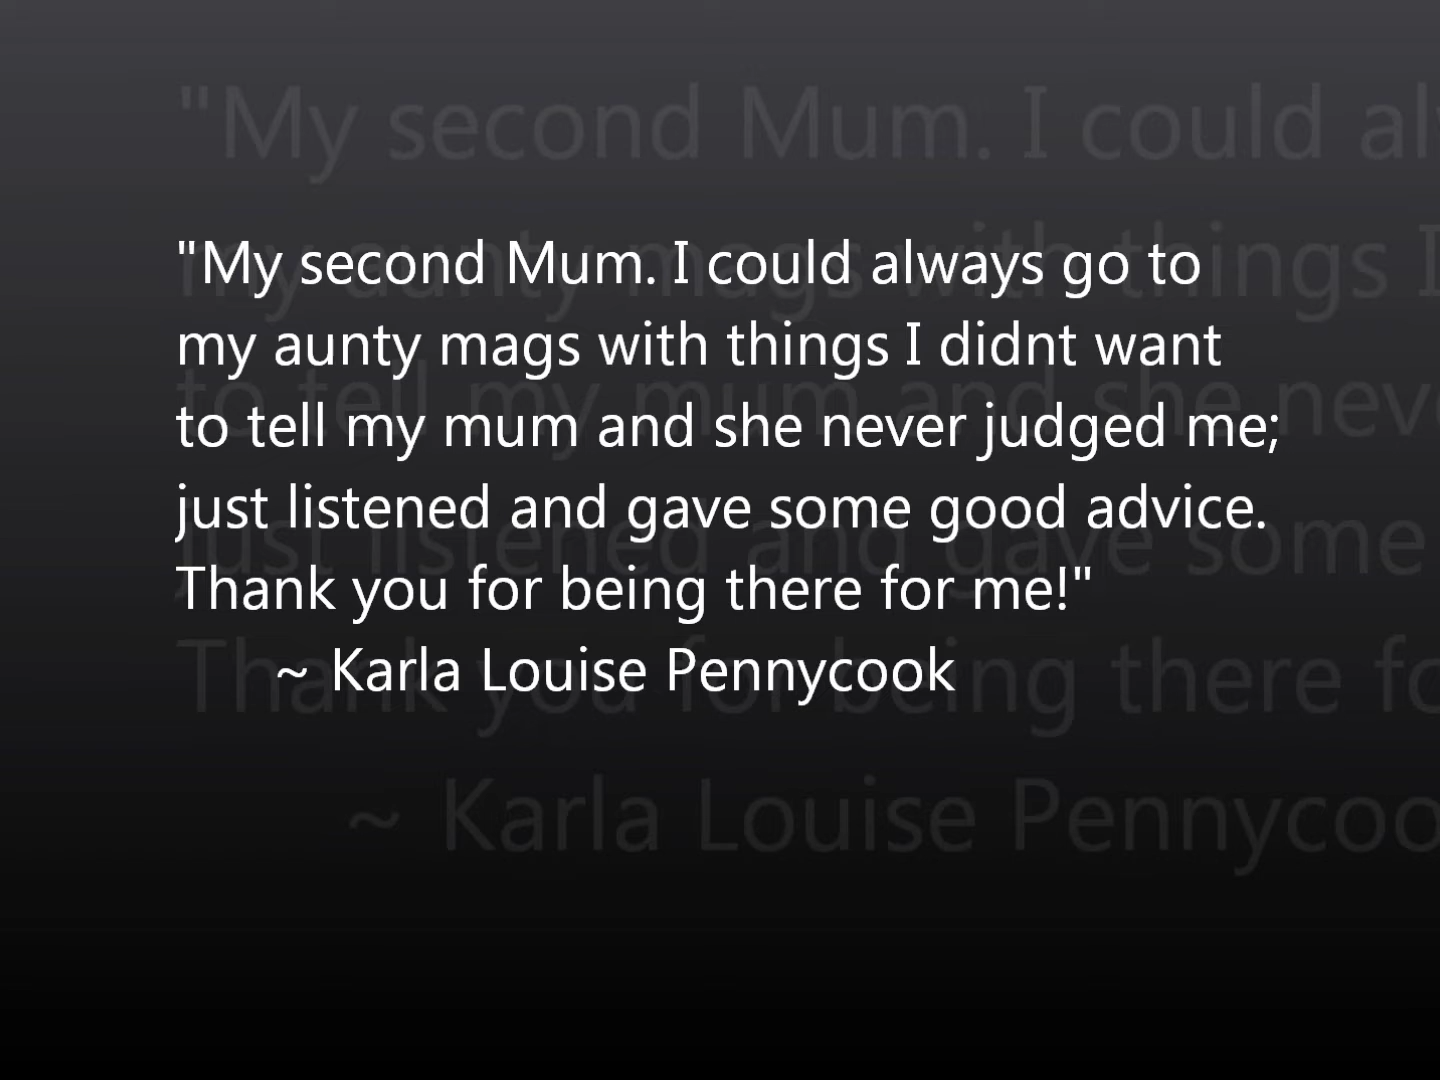 "My second Mum. I could always go to
my aunty mags with things I didnt want
to tell my mum and she never judged me;
just listened and gave some good advice.
Thank you for being there for me!"
~ Karla Louise Pennycook